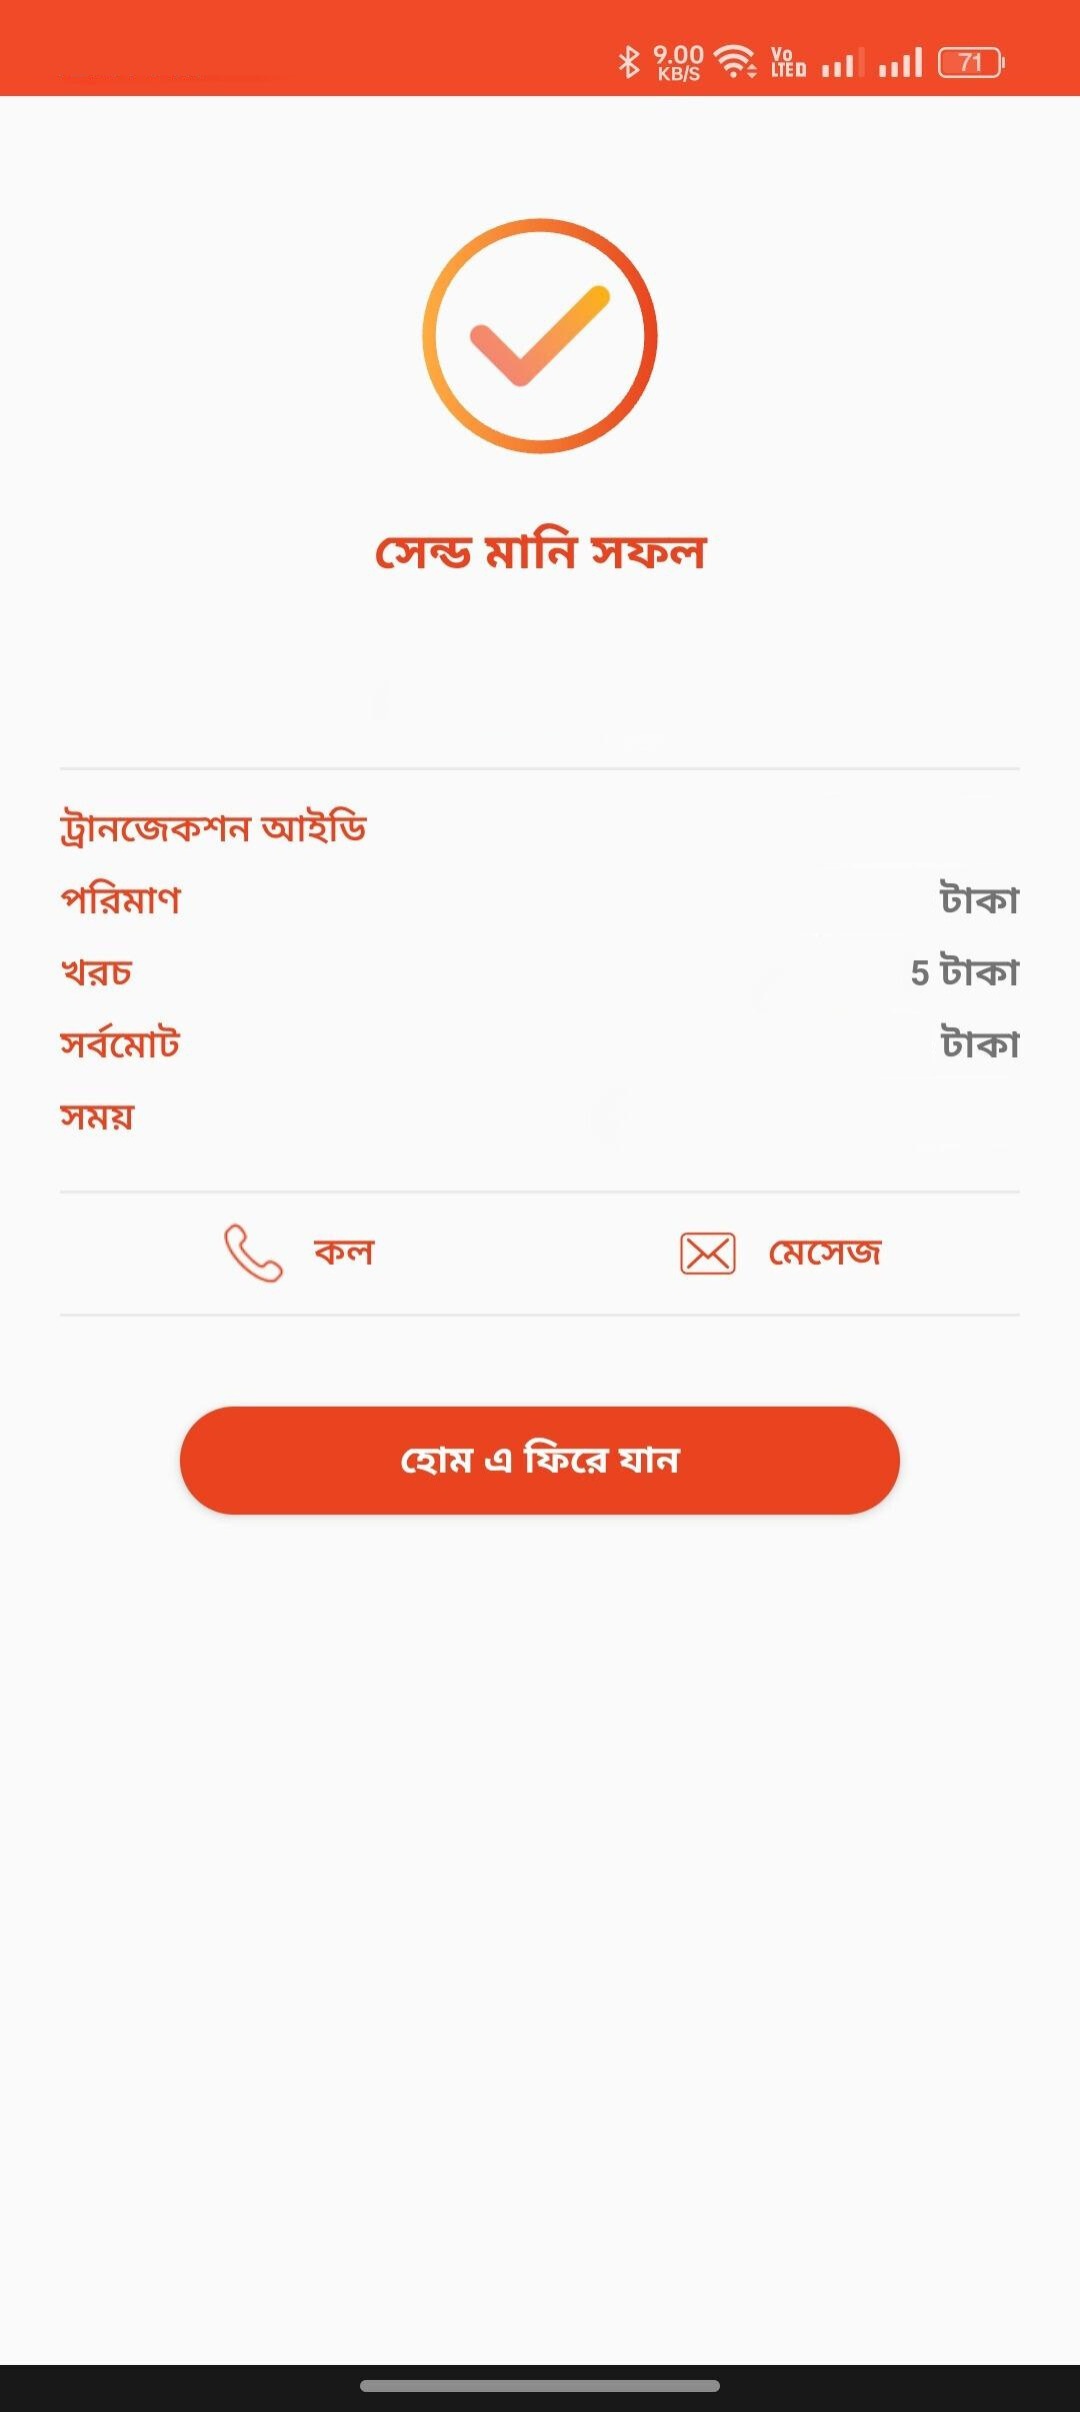 9.00
KB/S
Vo
LTE D
71
সেন্ড মানি সফল
ট্রানজেকশন আইডি
পরিমাণ টাকা
খরচ 5 টাকা
সর্বমোট টাকা
সময়
কল মেসেজ
হোম এ ফিরে যান